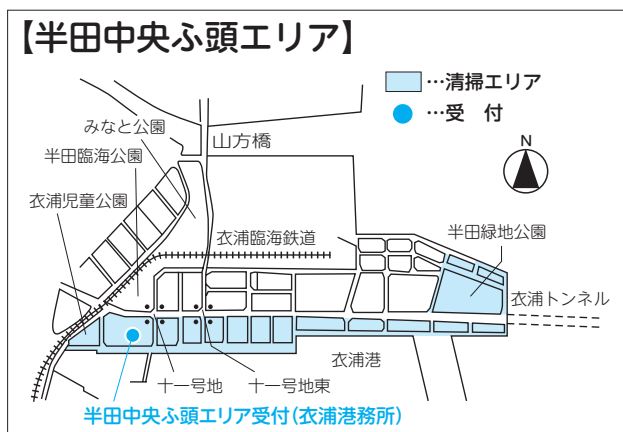 【半田中央ふ頭エリア】
…清掃エリア
…受　付
みなと公園
山方橋
半田臨海公園
N
衣浦児童公園
衣浦臨海鉄道
半田緑地公園
衣浦トンネル
衣浦港
十一号地
十一号地東
半田中央ふ頭エリア受付(衣浦港務所)